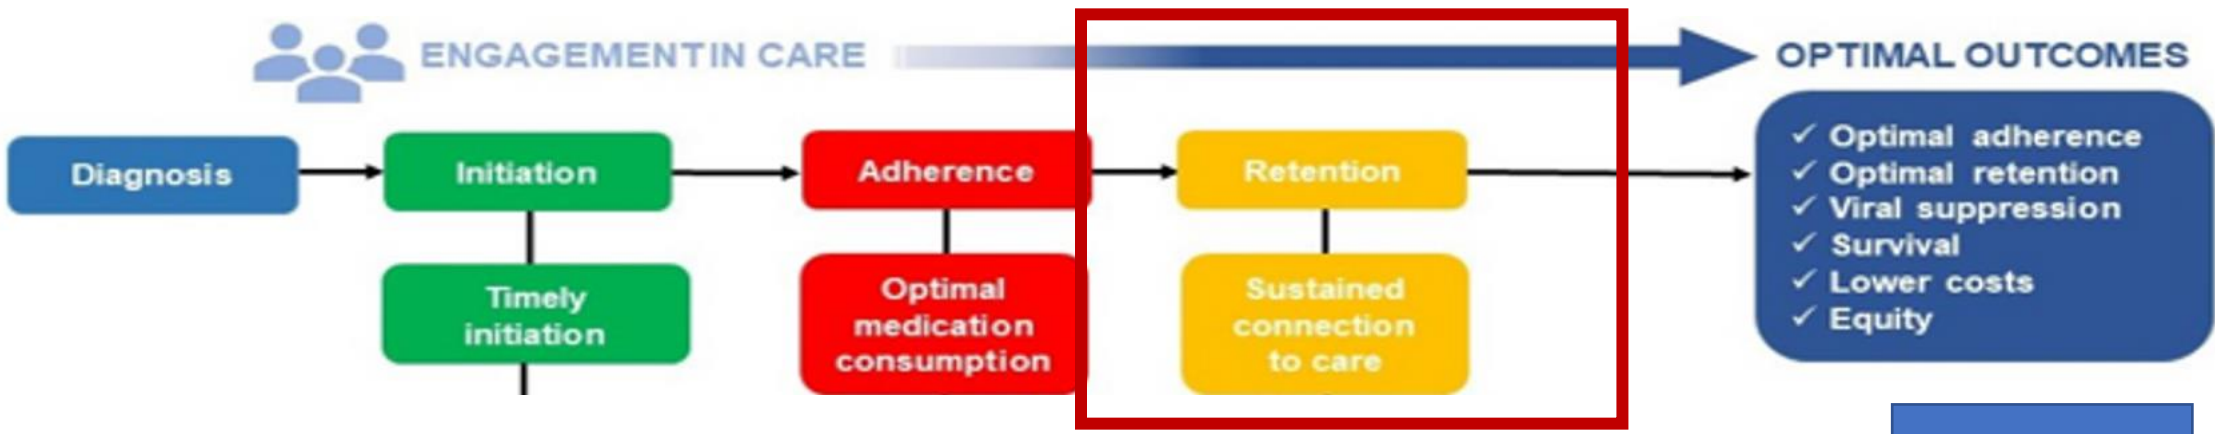 ENGAGEMENTIN CARE
OPTIMAL OUTCOMES
Diagnosis
Initiation
Adherence
Retention
Timely
initiation
Optimal
medication
consumption
Sustained
connection
to care
✓ Optimal adherence
✓ Optimal retention
✓ Viral suppression
✓ Survival
✓ Lower costs
✓ Equity